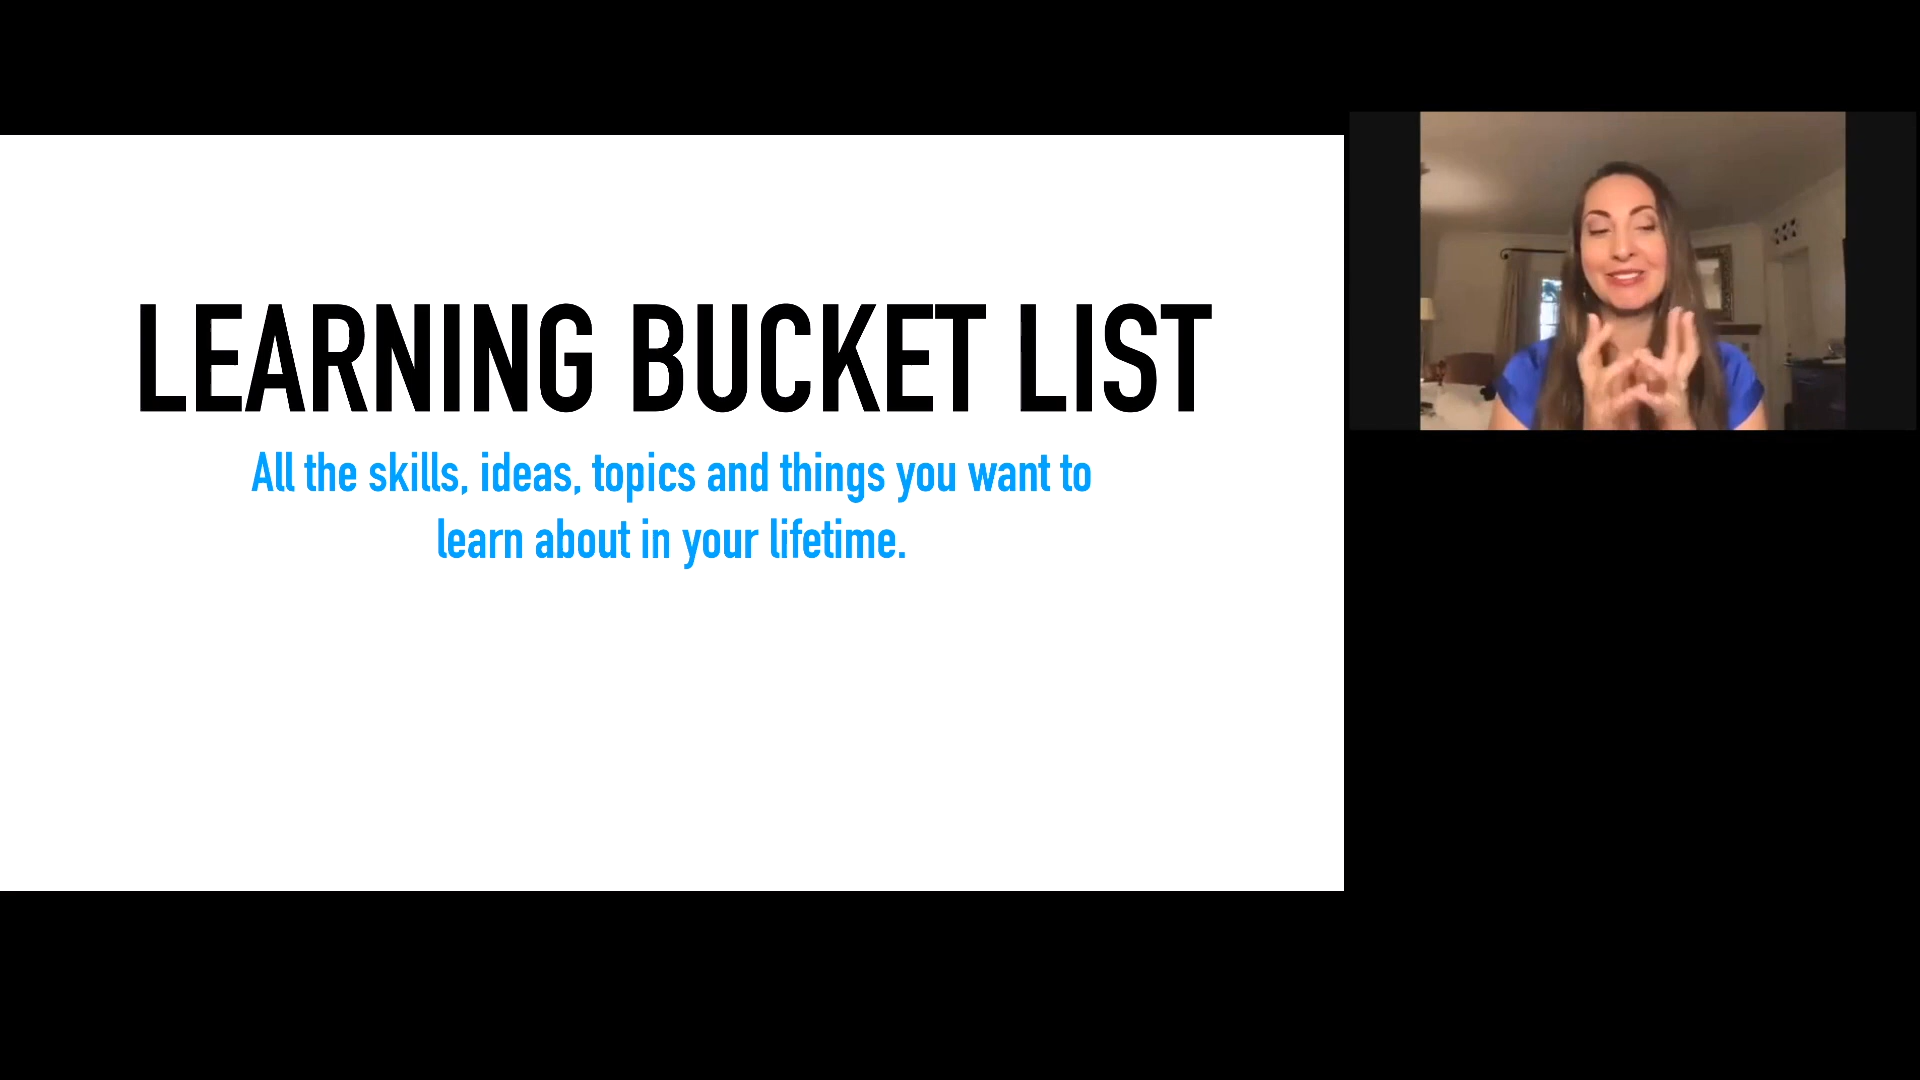 LEARNING BUCKET LIST
All the skills, ideas, topics and things you want to
learn about in your lifetime.